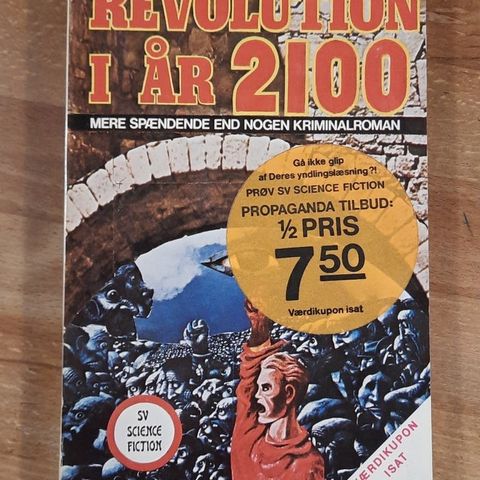 REVOLUTION
I ÅR 2100
MERE SPÆNDENDE END NOGEN KRIMINALROMAN
Gå ikke glip
af Deres yndlingslæsning?!
PRØV SV SCIENCE FICTION
PROPAGANDA TILBUD:
½ PRIS
7 50
Værdikupon isat
SV
SCIENCE
FICTION
VÆRDIKUPON
ISAT